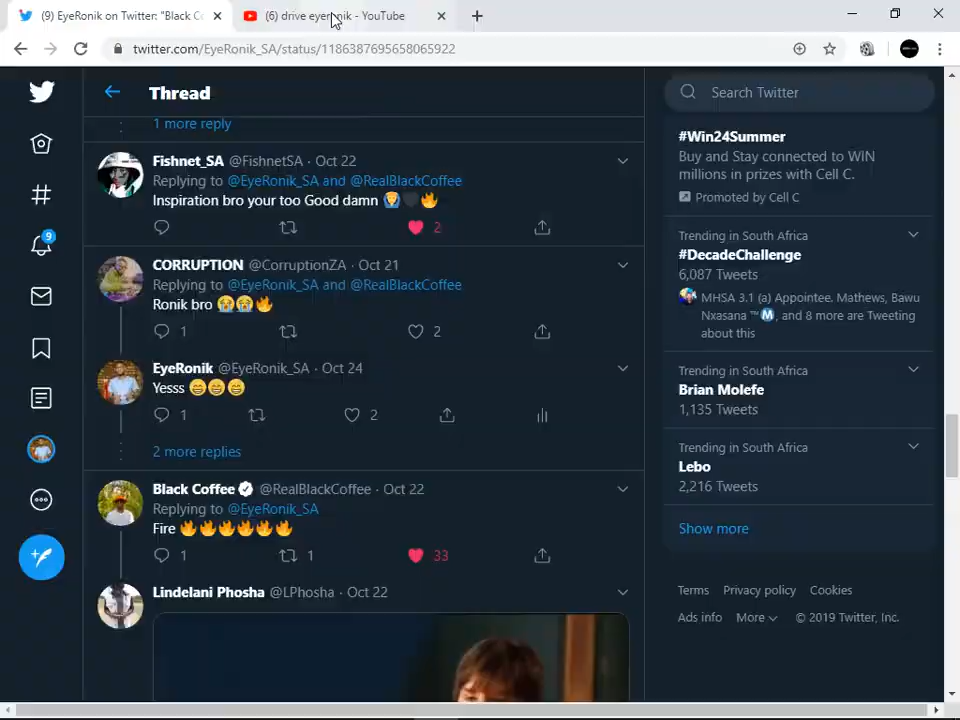 (9) EyeRonik on Twitter: "Black Co
(6) drive eyeronik - YouTube
twitter.com/EyeRonik_SA/status/1186387695658065922
Thread
1 more reply
Fishnet_SA @FishnetSA · Oct 22
Replying to @EyeRonik_SA and @RealBlackCoffee
Inspiration bro your too Good damn 🤦‍♂️🖤🔥
2
CORRUPTION @CorruptionZA · Oct 21
Replying to @EyeRonik_SA and @RealBlackCoffee
Ronik bro 😭😭🔥
1 2
EyeRonik @EyeRonik_SA · Oct 24
Yesss 😁😁😁
1 2
2 more replies
Black Coffee @RealBlackCoffee · Oct 22
Replying to @EyeRonik_SA
Fire 🔥🔥🔥🔥🔥🔥
1 1 33
Lindelani Phosha @LPhosha · Oct 22
9
Search Twitter
#Win24Summer
Buy and Stay connected to WIN
millions in prizes with Cell C.
Promoted by Cell C
Trending in South Africa
#DecadeChallenge
6,087 Tweets
MHSA 3.1 (a) Appointee. Mathews, Bawu
Nxasana ™Ⓜ️, and 8 more are Tweeting
about this
Trending in South Africa
Brian Molefe
1,135 Tweets
Trending in South Africa
Lebo
2,216 Tweets
Show more
Terms Privacy policy Cookies
Ads info More © 2019 Twitter, Inc.